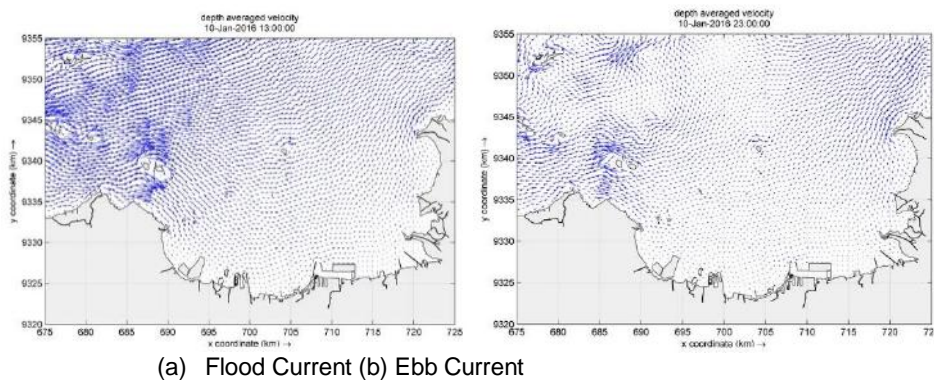 depth averaged velocity
10-Jan-2016 13:00:00
9355
9350
9345
9340
9335
9330
9325
9320
y coordinate (km) →
675 680 685 690 695 700 705 710 715 720 725
x coordinate (km) →
depth averaged velocity
10-Jan-2016 23:00:00
9355
9350
9345
9340
9335
9330
9325
9320
y coordinate (km) →
675 680 685 690 695 700 705 710 715 720 725
x coordinate (km) →
(a) Flood Current (b) Ebb Current